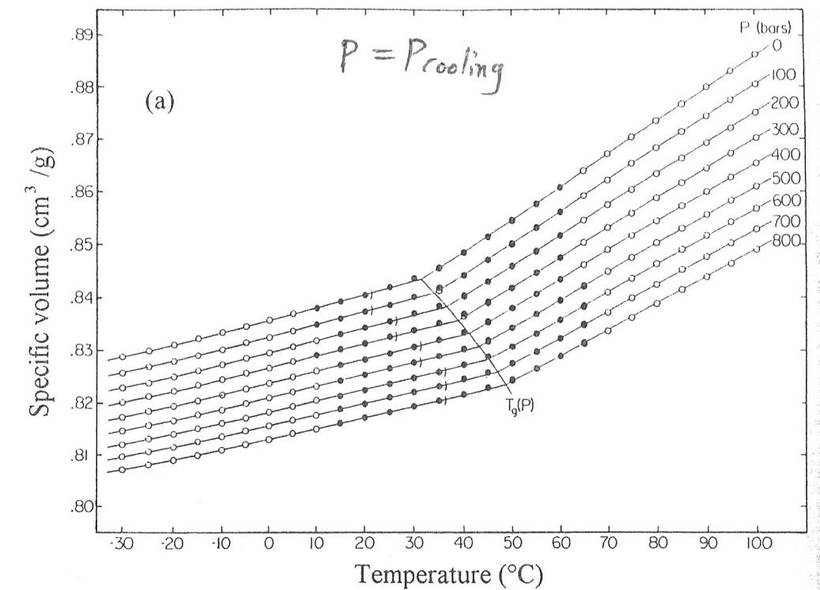 P (bars)
P = Pcooling
(a)
0
100
200
300
400
500
600
700
800
.89
.88
.87
.86
.85
.84
.83
.82
.81
.80
Specific volume (cm³ /g)
Tg(P)
-30 -20 -10 0 10 20 30 40 50 60 70 80 90 100
Temperature (°C)